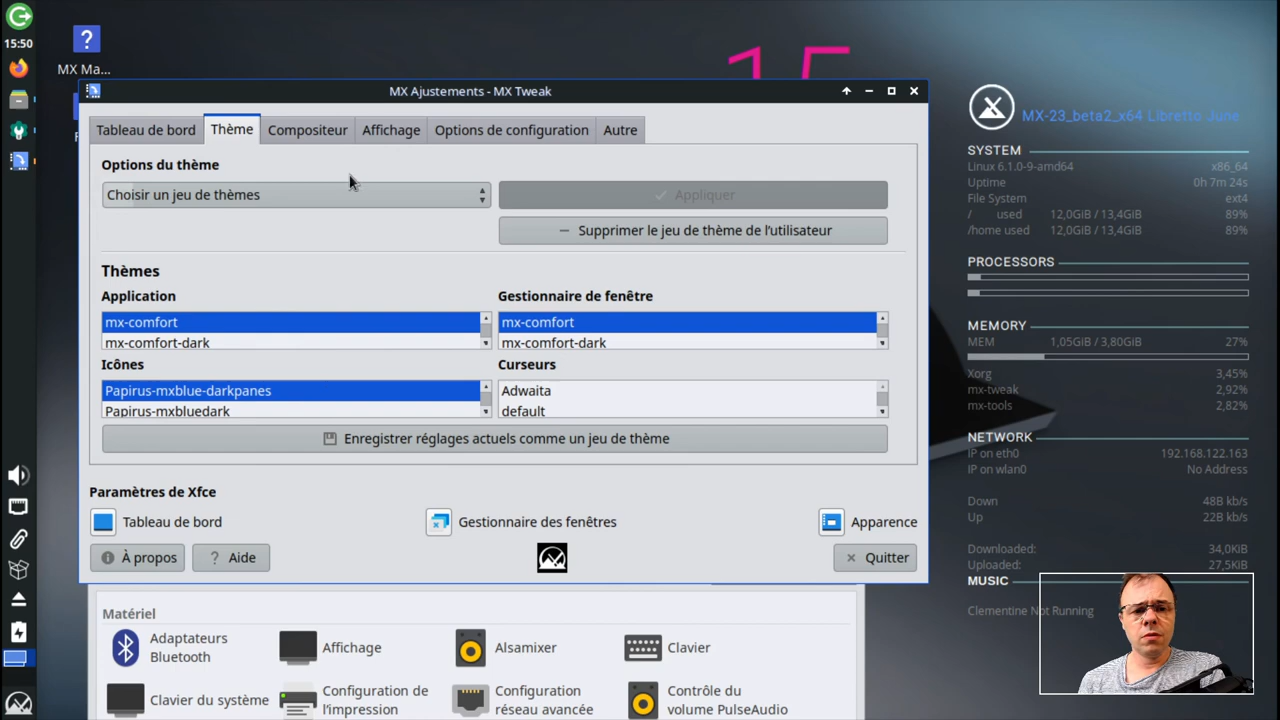 15:50
MX Ma...
MX Ajustements - MX Tweak
Tableau de bord
Thème
Compositeur
Affichage
Options de configuration
Autre
Options du thème
Choisir un jeu de thèmes
Appliquer
Supprimer le jeu de thème de l'utilisateur
Thèmes
Application
Gestionnaire de fenêtre
mx-comfort
mx-comfort
mx-comfort-dark
mx-comfort-dark
Icônes
Curseurs
Papirus-mxblue-darkpanes
Adwaita
Papirus-mxbluedark
default
Enregistrer réglages actuels comme un jeu de thème
Paramètres de Xfce
Tableau de bord
Gestionnaire des fenêtres
Apparence
À propos
Aide
Quitter
Matériel
Adaptateurs
Bluetooth
Affichage
Alsamixer
Clavier
Clavier du système
Configuration de
l'impression
Configuration
réseau avancée
Contrôle du
volume PulseAudio
MX-23_beta2_x64 Libretto June
SYSTEM
Linux 6.1.0-9-amd64 x86_64
Uptime 0h 7m 24s
File System ext4
/ used 12,0GiB / 13,4GiB 89%
/home used 12,0GiB / 13,4GiB 89%
PROCESSORS
MEMORY
MEM 1,05GiB / 3,80GiB 27%
Xorg 3,45%
mx-tweak 2,92%
mx-tools 2,82%
NETWORK
IP on eth0 192.168.122.163
IP on wlan0 No Address
Down 48B kb/s
Up 22B kb/s
Downloaded: 34,0KiB
Uploaded: 27,5KiB
MUSIC
Clementine Not Running